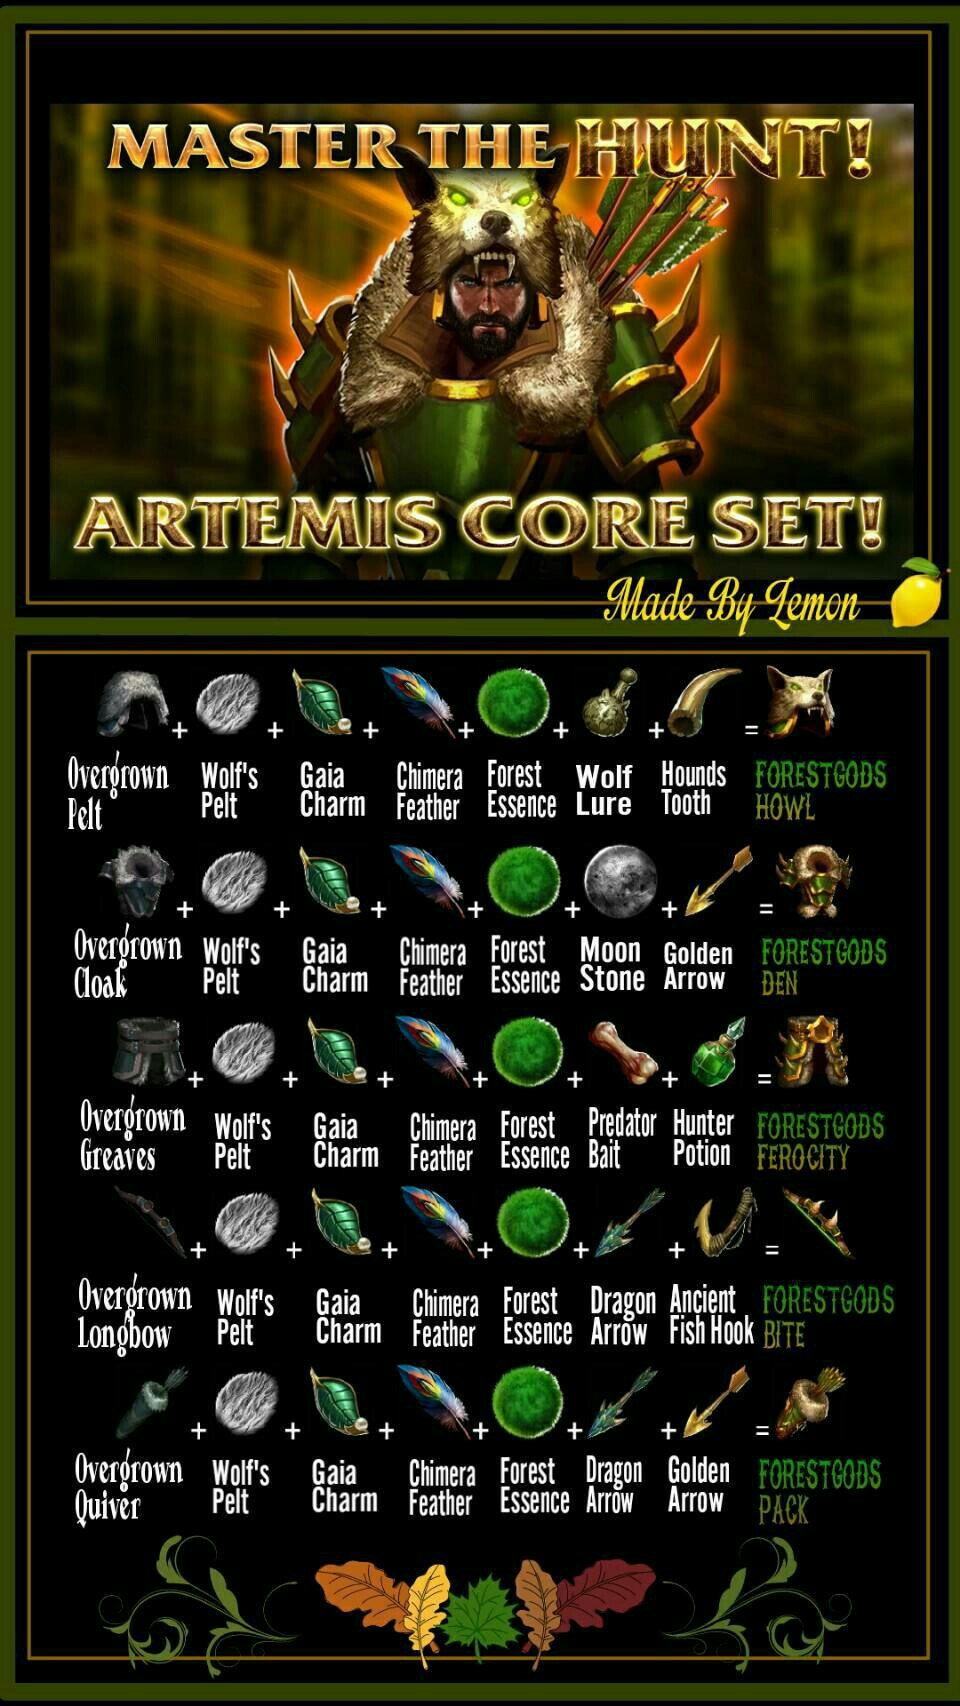 MASTER THE HUNT!
ARTEMIS CORE SET!
Made By Lemon
+ + + + + + =
Overgrown Pelt
Wolf's Pelt
Gaia Charm
Chimera Feather
Forest Essence
Wolf Lure
Hounds Tooth
FORESTGODS HOWL
+ + + + + + =
Overgrown Cloak
Wolf's Pelt
Gaia Charm
Chimera Feather
Forest Essence
Moon Stone
Golden Arrow
FORESTGODS DEN
+ + + + + + =
Overgrown Greaves
Wolf's Pelt
Gaia Charm
Chimera Feather
Forest Essence
Predator Bait
Hunter Potion
FORESTGODS FEROCITY
+ + + + + + =
Overgrown Longbow
Wolf's Pelt
Gaia Charm
Chimera Feather
Forest Essence
Dragon Arrow
Ancient Fish Hook
FORESTGODS BITE
+ + + + + + =
Overgrown Quiver
Wolf's Pelt
Gaia Charm
Chimera Feather
Forest Essence
Dragon Arrow
Golden Arrow
FORESTGODS PACK